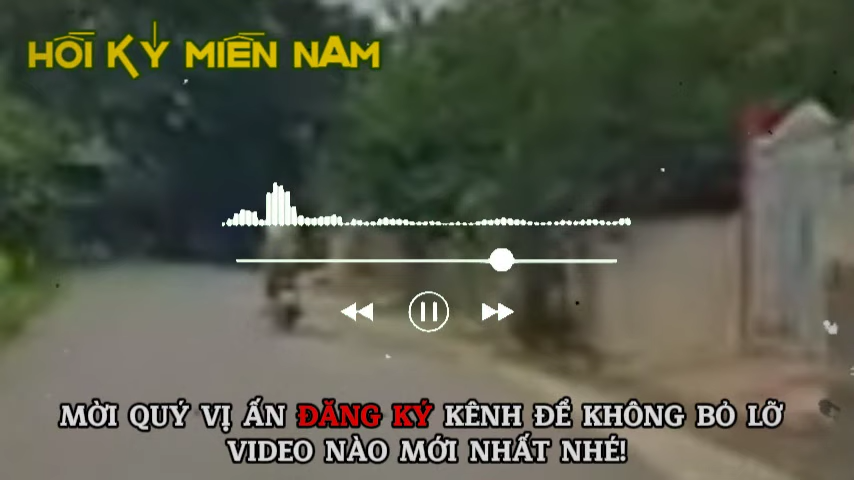 HỒI KÝ MIỀN NAM
MỜI QUÝ VỊ ẤN ĐĂNG KÝ KÊNH ĐỂ KHÔNG BỎ LỠ
VIDEO NÀO MỚI NHẤT NHÉ!